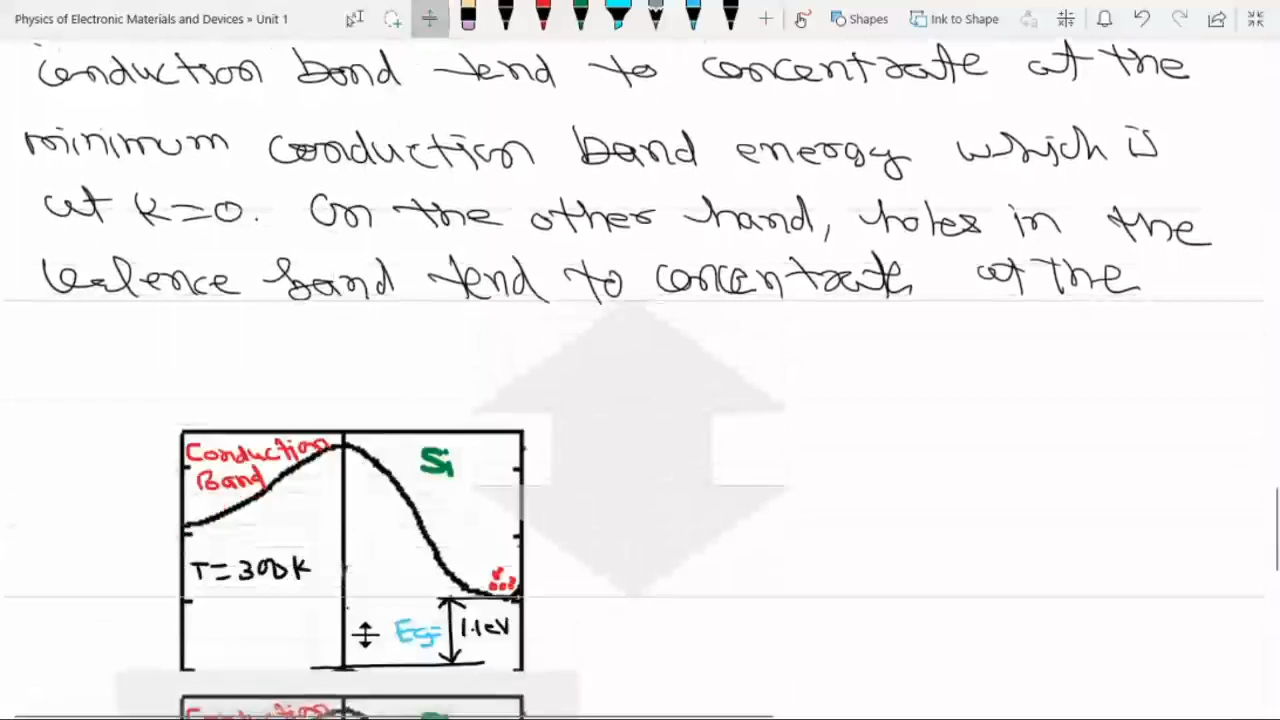 Physics of Electronic Materials and Devices » Unit 1
Shapes
Ink to Shape
conduction band tend to concentrate at the
minimum conduction band energy which is
at k=0. On the other hand, holes in the
valence band tend to concentrate at the
Conduction
Band
Si
T=300K
Eg=
1.1eV
Conduction
Si